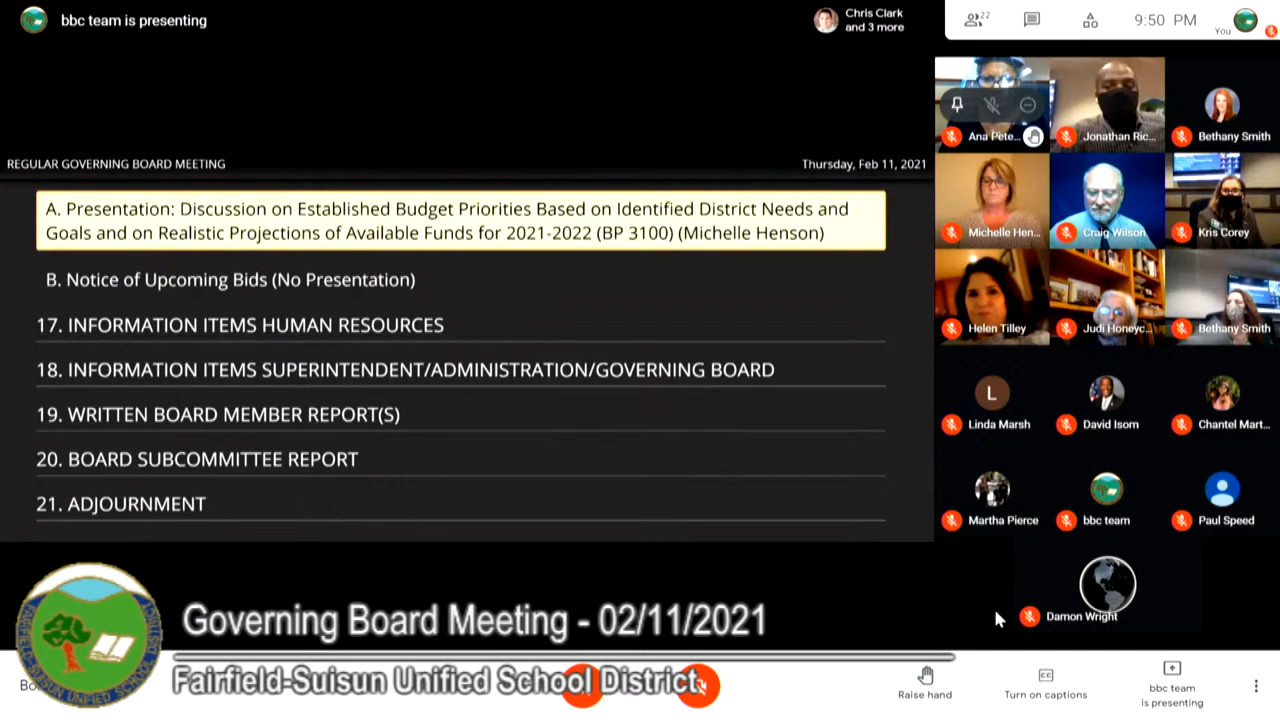 bbc team is presenting
Chris Clark
and 3 more
22
9:50 PM
You
REGULAR GOVERNING BOARD MEETING
Thursday, Feb 11, 2021
A. Presentation: Discussion on Established Budget Priorities Based on Identified District Needs and
Goals and on Realistic Projections of Available Funds for 2021-2022 (BP 3100) (Michelle Henson)
B. Notice of Upcoming Bids (No Presentation)
17. INFORMATION ITEMS HUMAN RESOURCES
18. INFORMATION ITEMS SUPERINTENDENT/ADMINISTRATION/GOVERNING BOARD
19. WRITTEN BOARD MEMBER REPORT(S)
20. BOARD SUBCOMMITTEE REPORT
21. ADJOURNMENT
Ana Pete...
Jonathan Ric...
Bethany Smith
Michelle Hen...
Craig Wilson
Kris Corey
Helen Tilley
Judi Honeyc...
Bethany Smith
L
Linda Marsh
David Isom
Chantel Mart...
Martha Pierce
bbc team
Paul Speed
Damon Wright
Governing Board Meeting - 02/11/2021
Fairfield-Suisun Unified School District
FAIRFIELD-SUISUN UNIFIED SCHOOL DISTRICT
Raise hand
CC
Turn on captions
bbc team
is presenting